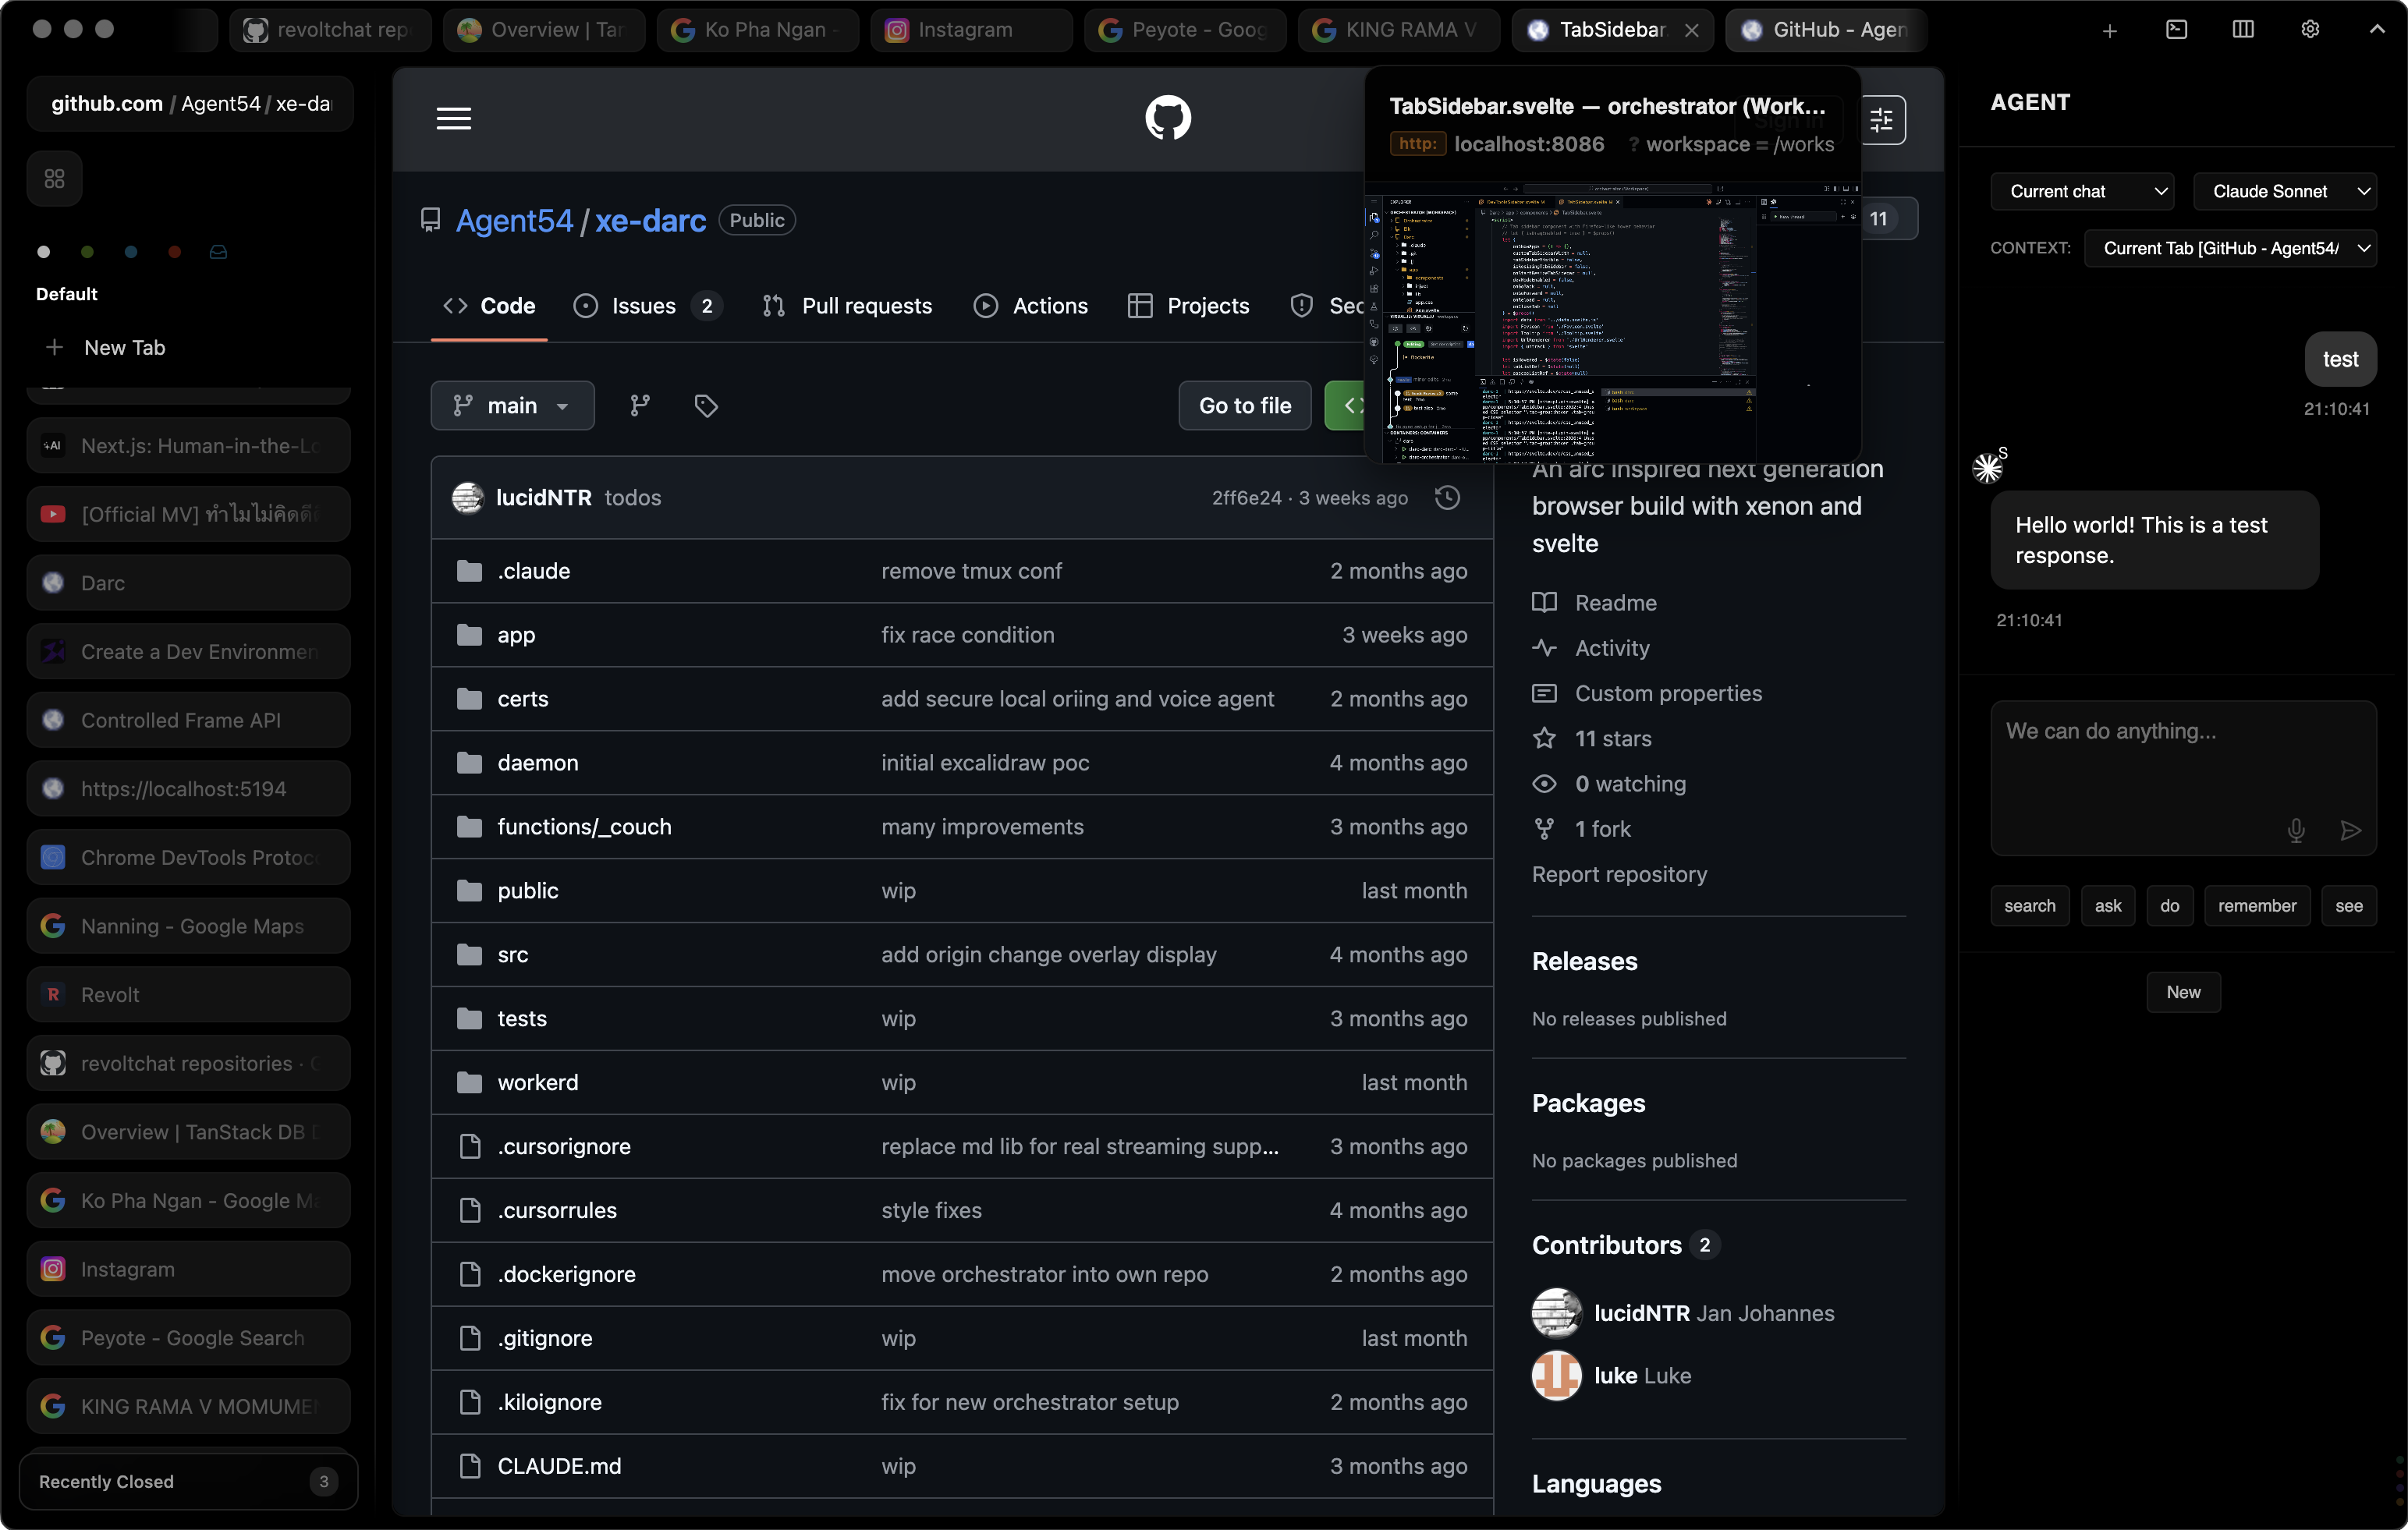 revoltchat rep
Overview | Tan
Ko Pha Ngan -
Instagram
Peyote - Goog
KING RAMA V
TabSidebar.
GitHub - Agen
github.com / Agent54 / xe-dar
Default
New Tab
Next.js: Human-in-the-Lo
[Official MV] ทำไมไม่คิดดี
Darc
Create a Dev Environmen
Controlled Frame API
https://localhost:5194
Chrome DevTools Protoco
Nanning - Google Maps
Revolt
revoltchat repositories · G
Overview | TanStack DB D
Ko Pha Ngan - Google Ma
Instagram
Peyote - Google Search
KING RAMA V MOMUMEN
Recently Closed 3
Agent54 / xe-darc Public
Code
Issues 2
Pull requests
Actions
Projects
Sec
main
Go to file
lucidNTR todos 2ff6e24 · 3 weeks ago
.claude remove tmux conf 2 months ago
app fix race condition 3 weeks ago
certs add secure local oriing and voice agent 2 months ago
daemon initial excalidraw poc 4 months ago
functions/_couch many improvements 3 months ago
public wip last month
src add origin change overlay display 4 months ago
tests wip 3 months ago
workerd wip last month
.cursorignore replace md lib for real streaming supp... 3 months ago
.cursorrules style fixes 4 months ago
.dockerignore move orchestrator into own repo 2 months ago
.gitignore wip last month
.kiloignore fix for new orchestrator setup 2 months ago
CLAUDE.md wip 3 months ago
TabSidebar.svelte — orchestrator (Work...
http: localhost:8086 ? workspace = /works
11
An arc inspired next generation
browser build with xenon and
svelte
Readme
Activity
Custom properties
11 stars
0 watching
1 fork
Report repository
Releases
No releases published
Packages
No packages published
Contributors 2
lucidNTR Jan Johannes
luke Luke
Languages
AGENT
Current chat
Claude Sonnet
CONTEXT: Current Tab [GitHub - Agent54/
test
21:10:41
S
Hello world! This is a test
response.
21:10:41
We can do anything...
search
ask
do
remember
see
New